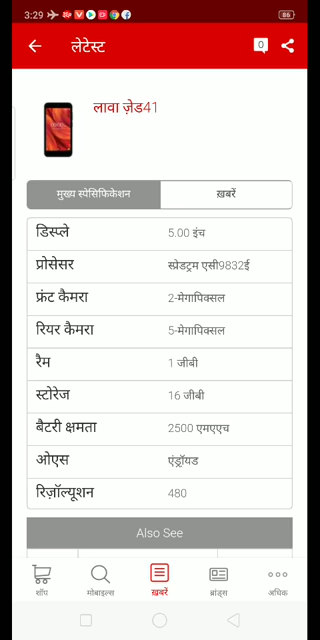 3:29 86
लेटेस्ट 0
लावा ज़ेड41
मुख्य स्पेसिफिकेशन ख़बरें
डिस्प्ले 5.00 इंच
प्रोसेसर स्प्रेडट्रम एसी9832ई
फ्रंट कैमरा 2-मेगापिक्सल
रियर कैमरा 5-मेगापिक्सल
रैम 1 जीबी
स्टोरेज 16 जीबी
बैटरी क्षमता 2500 एमएएच
ओएस एंड्रॉयड
रिज़ॉल्यूशन 480
Also See
शॉप मोबाइल्स ख़बरें ब्रांड्स अधिक